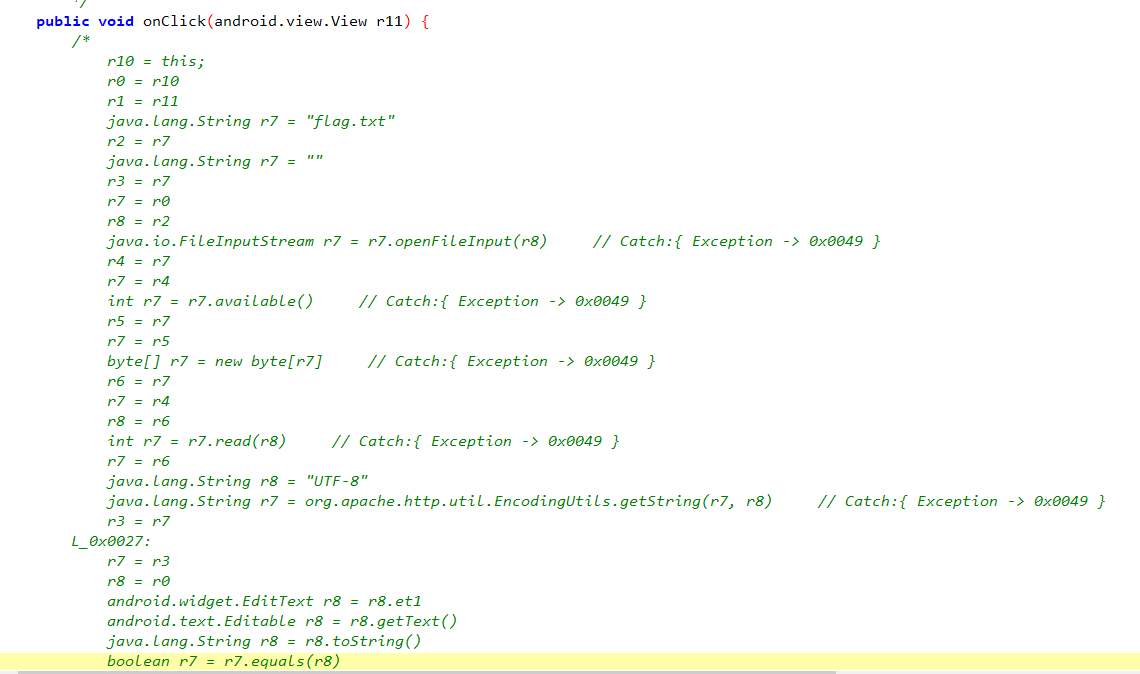 */
public void onClick(android.view.View r11) {
/*
r10 = this;
r0 = r10
r1 = r11
java.lang.String r7 = "flag.txt"
r2 = r7
java.lang.String r7 = ""
r3 = r7
r7 = r0
r8 = r2
java.io.FileInputStream r7 = r7.openFileInput(r8)     // Catch:{ Exception -> 0x0049 }
r4 = r7
r7 = r4
int r7 = r7.available()     // Catch:{ Exception -> 0x0049 }
r5 = r7
r7 = r5
byte[] r7 = new byte[r7]     // Catch:{ Exception -> 0x0049 }
r6 = r7
r7 = r4
r8 = r6
int r7 = r7.read(r8)     // Catch:{ Exception -> 0x0049 }
r7 = r6
java.lang.String r8 = "UTF-8"
java.lang.String r7 = org.apache.http.util.EncodingUtils.getString(r7, r8)     // Catch:{ Exception -> 0x0049 }
r3 = r7
L_0x0027:
r7 = r3
r8 = r0
android.widget.EditText r8 = r8.et1
android.text.Editable r8 = r8.getText()
java.lang.String r8 = r8.toString()
boolean r7 = r7.equals(r8)